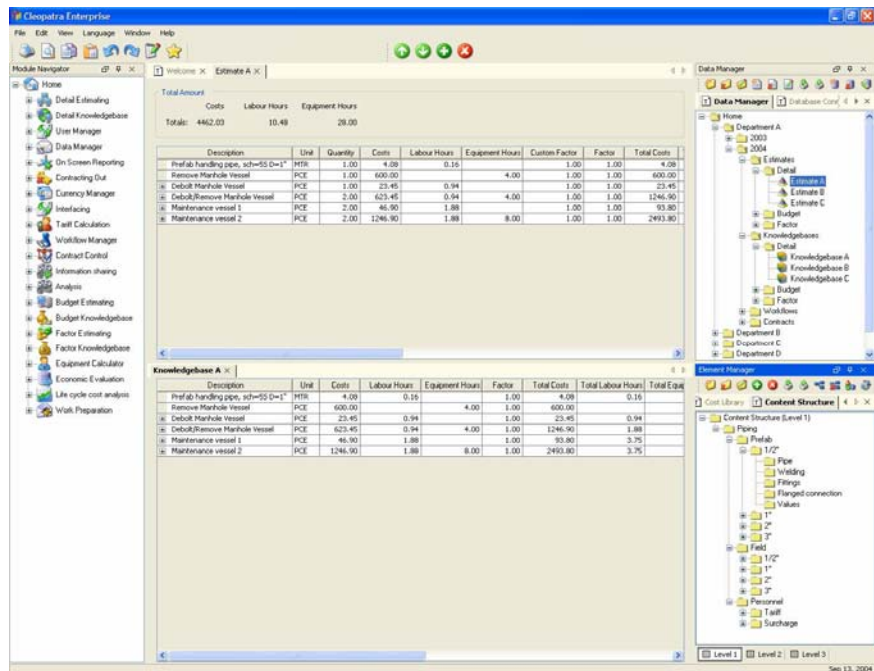 Cleopatra Enterprise
File Edit View Language Window Help
Module Navigator
Home
Detail Estimating
Detail Knowledgebase
User Manager
Data Manager
On Screen Reporting
Contracting Out
Currency Manager
Interfacing
Tariff Calculation
Workflow Manager
Contract Control
Information sharing
Analysis
Budget Estimating
Budget Knowledgebase
Factor Estimating
Factor Knowledgebase
Equipment Calculator
Economic Evaluation
Life cycle cost analysis
Work Preparation
Welcome Estimate A
Total Amount
Costs Labour Hours Equipment Hours
Totals: 4462.03 10.48 28.00
Description Unit Quantity Costs Labour Hours Equipment Hours Custom Factor Factor Total Costs
Prefab handling pipe, sch=5S D=1" MTR 1.00 4.08 0.16 1.00 1.00 4.08
Remove Manhole Vessel PCE 1.00 600.00 4.00 1.00 1.00 600.00
Debolt Manhole Vessel PCE 1.00 23.45 0.94 1.00 1.00 23.45
Debolt/Remove Manhole Vessel PCE 2.00 623.45 0.94 4.00 1.00 1.00 1246.90
Maintenance vessel 1 PCE 2.00 46.90 1.88 1.00 1.00 93.80
Maintenance vessel 2 PCE 2.00 1246.90 1.88 8.00 1.00 1.00 2493.80
Knowledgebase A
Description Unit Costs Labour Hours Equipment Hours Factor Total Costs Total Labour Hours Total Equip
Prefab handling pipe, sch=5S D=1" MTR 4.08 0.16 1.00 4.08 0.16
Remove Manhole Vessel PCE 600.00 4.00 1.00 600.00
Debolt Manhole Vessel PCE 23.45 0.94 1.00 23.45 0.94
Debolt/Remove Manhole Vessel PCE 623.45 0.94 4.00 1.00 1246.90 1.88
Maintenance vessel 1 PCE 46.90 1.88 1.00 93.80 3.75
Maintenance vessel 2 PCE 1246.90 1.88 8.00 1.00 2493.80 3.75
Data Manager
Data Manager Database Conv
Home
Department A
2003
2004
Estimates
Detail
Estimate A
Estimate B
Estimate C
Budget
Factor
Knowledgebases
Detail
Knowledgebase A
Knowledgebase B
Knowledgebase C
Budget
Factor
Workflows
Contracts
Department B
Department C
Department D
Element Manager
Cost Library Content Structure
Content Structure (Level 1)
Piping
Prefab
1/2"
Pipe
Welding
Fittings
Flanged connection
Values
1"
2"
3"
Field
1/2"
1"
2"
3"
Personnel
Tariff
Surcharge
Level 1 Level 2 Level 3
Sep 13, 2004